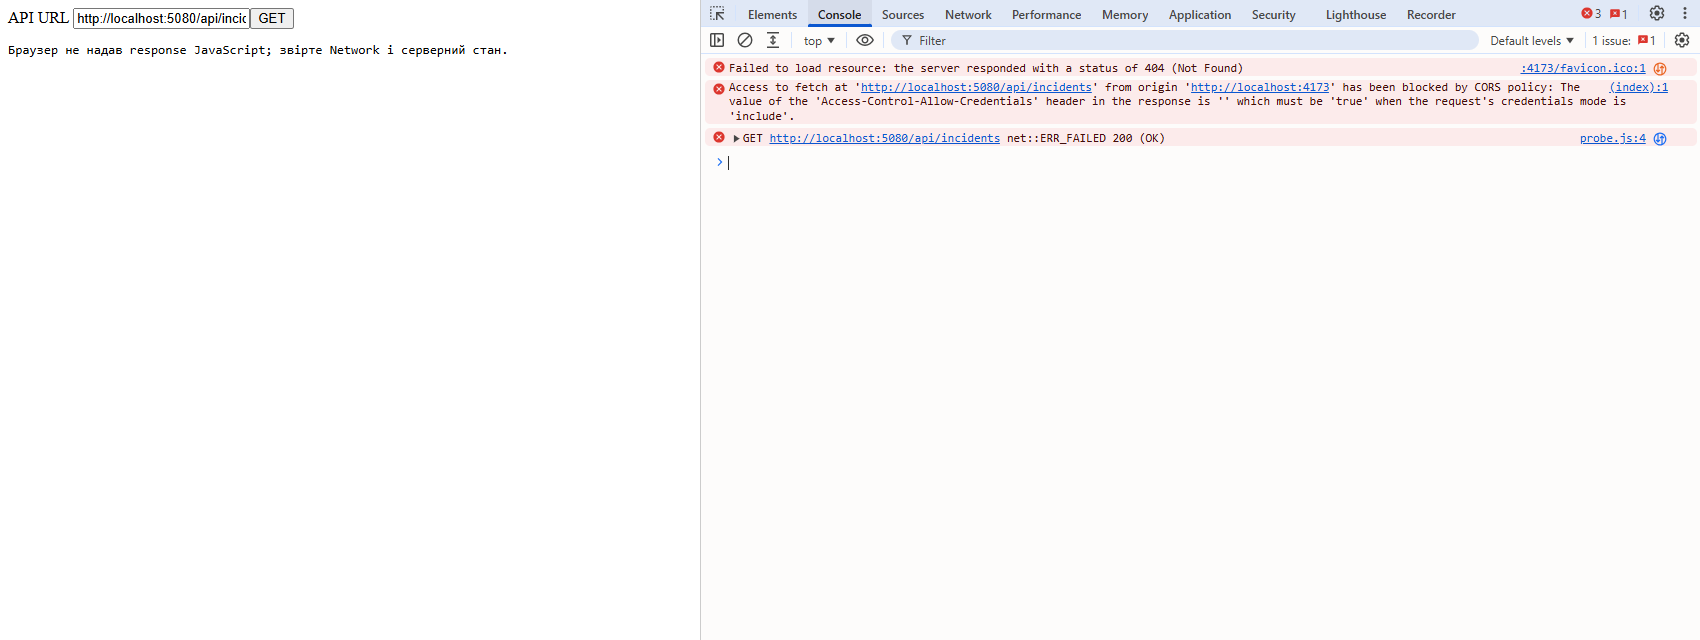 API URL http://localhost:5080/api/incic GET
Браузер не надав response JavaScript; звірте Network і серверний стан.
Elements Console Sources Network Performance Memory Application Security Lighthouse Recorder 3 1
top Filter Default levels 1 issue: 1
Failed to load resource: the server responded with a status of 404 (Not Found) :4173/favicon.ico:1
Access to fetch at 'http://localhost:5080/api/incidents' from origin 'http://localhost:4173' has been blocked by CORS policy: The (index):1
value of the 'Access-Control-Allow-Credentials' header in the response is '' which must be 'true' when the request's credentials mode is
'include'.
GET http://localhost:5080/api/incidents net::ERR_FAILED 200 (OK) probe.js:4